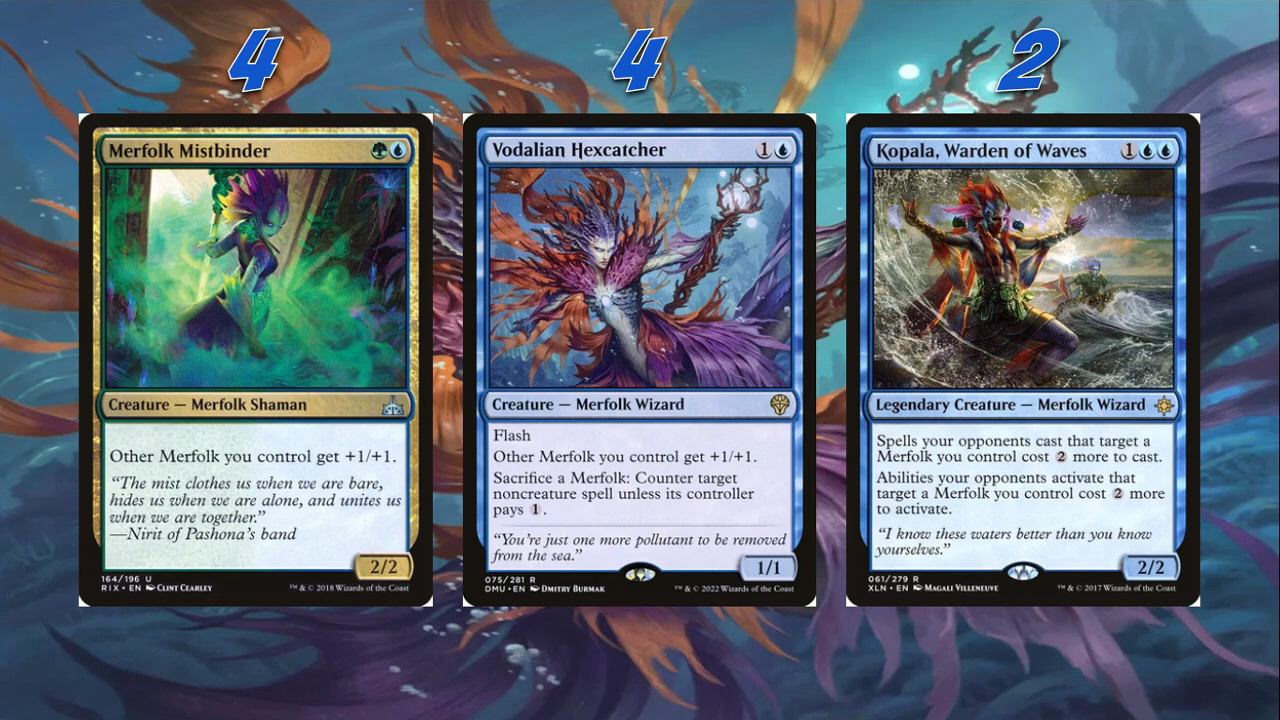 4
4
2
Merfolk Mistbinder
Creature — Merfolk Shaman
Other Merfolk you control get +1/+1.
“The mist clothes us when we are bare,
hides us when we are alone, and unites us
when we are together.”
—Nirit of Pashona’s band
2/2
164/196 U
RIX • EN Clint Cearley
™ & © 2018 Wizards of the Coast
Vodalian Hexcatcher
1
Creature — Merfolk Wizard
Flash
Other Merfolk you control get +1/+1.
Sacrifice a Merfolk: Counter target
noncreature spell unless its controller
pays 1.
“You’re just one more pollutant to be removed
from the sea.”
1/1
075/281 R
DMU • EN Dmitry Burmak
™ & © 2022 Wizards of the Coast
Kopala, Warden of Waves
1
Legendary Creature — Merfolk Wizard
Spells your opponents cast that target a
Merfolk you control cost 2 more to cast.
Abilities your opponents activate that
target a Merfolk you control cost 2 more
to activate.
“I know these waters better than you know
yourselves.”
2/2
061/279 R
XLN • EN Magali Villeneuve
™ & © 2017 Wizards of the Coast